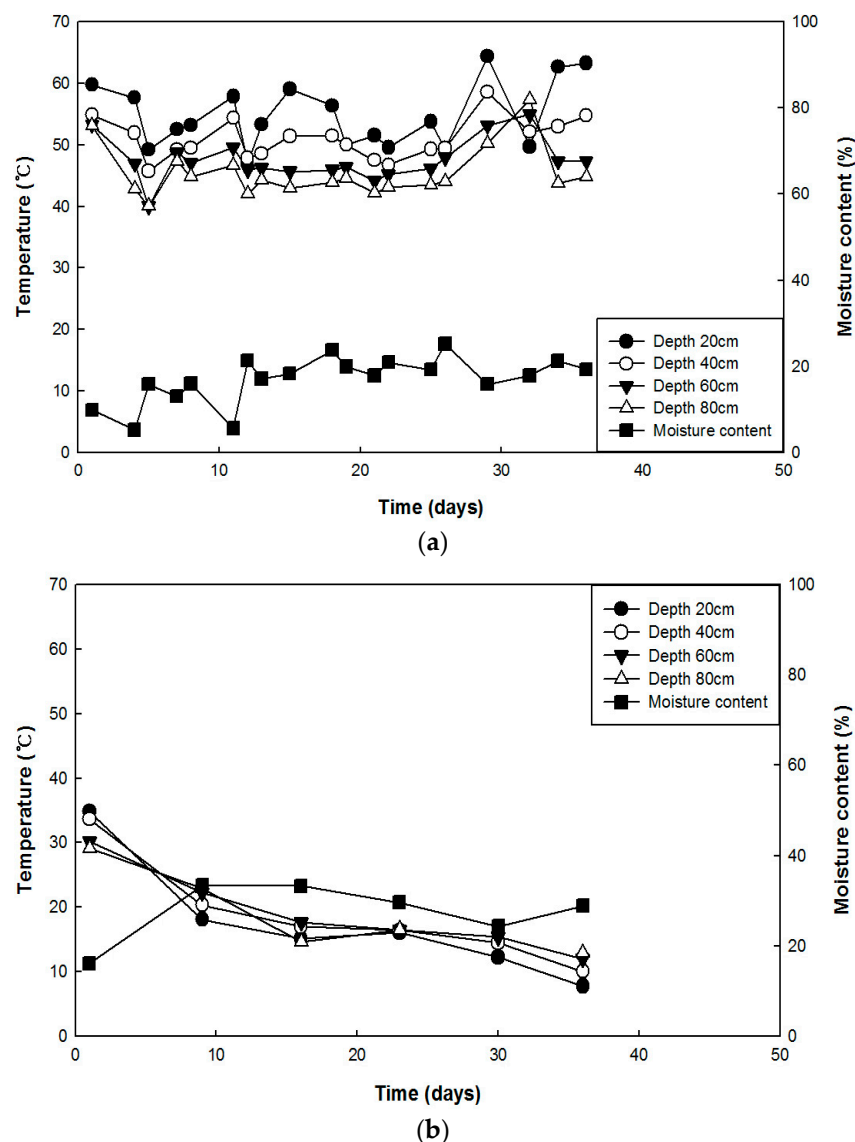 70
60
50
40
30
20
10
0
100
80
60
40
20
0
Temperature (℃)
Moisture content (%)
Depth 20cm
Depth 40cm
Depth 60cm
Depth 80cm
Moisture content
0 10 20 30 40 50
Time (days)
(a)
70
60
50
40
30
20
10
0
100
80
60
40
20
0
Temperature (℃)
Moisture content (%)
Depth 20cm
Depth 40cm
Depth 60cm
Depth 80cm
Moisture content
0 10 20 30 40 50
Time (days)
(b)